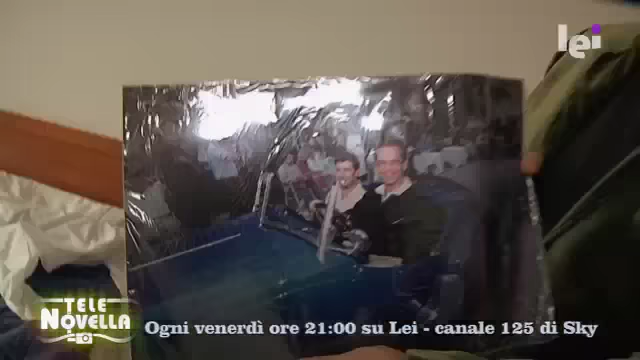 lei
TELE
NOVELLA
Ogni venerdì ore 21:00 su Lei - canale 125 di Sky